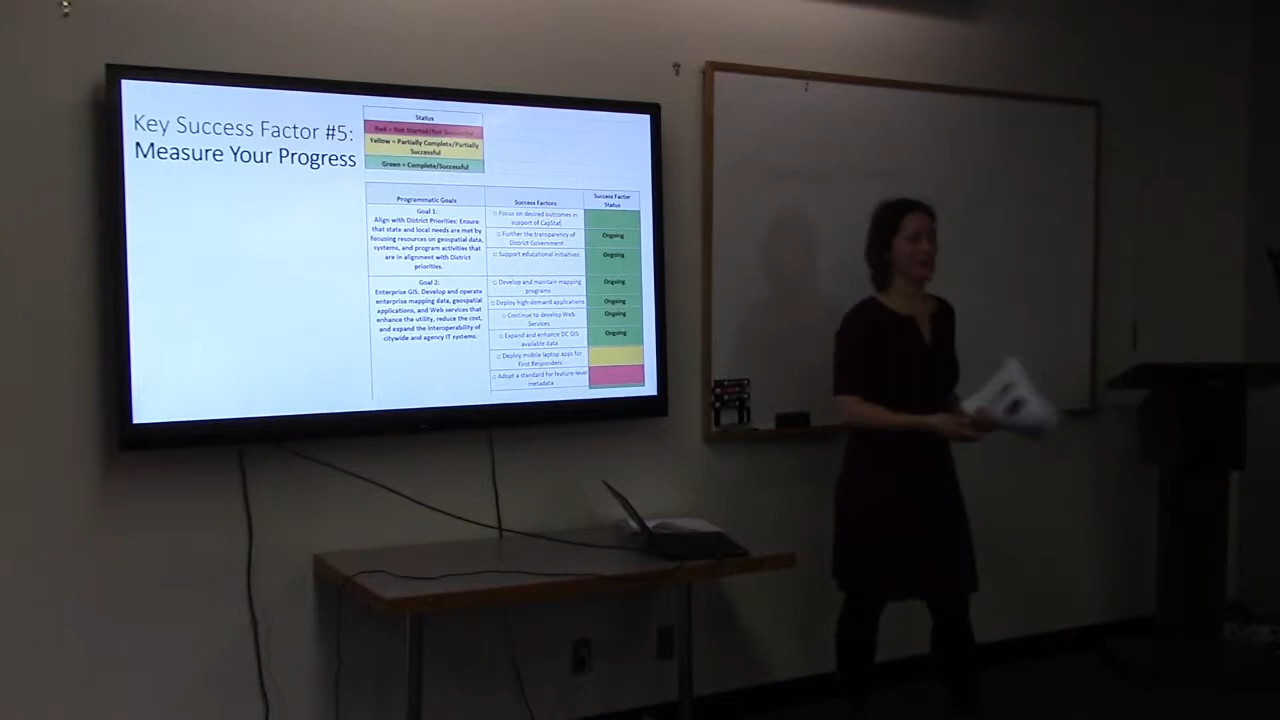 Key Success Factor #5:
Measure Your Progress
Status
Red = Not Started/Not Successful
Yellow = Partially Complete/Partially
Successful
Green = Complete/Successful
Programmatic Goals
Success Factors
Success Factor
Status
Goal 1:
Align with District Priorities: Ensure
that state and local needs are met by
focusing resources on geospatial data,
systems, and program activities that
are in alignment with District
priorities.
□ Focus on desired outcomes in
support of CapStat
□ Further the transparency of
District Government
Ongoing
□ Support educational initiatives
Ongoing
Goal 2:
Enterprise GIS: Develop and operate
enterprise mapping data, geospatial
applications, and Web services that
enhance the utility, reduce the cost,
and expand the interoperability of
citywide and agency IT systems.
□ Develop and maintain mapping
programs
Ongoing
□ Deploy high-demand applications
Ongoing
□ Continue to develop Web
Services
Ongoing
□ Expand and enhance DC GIS
available data
Ongoing
□ Deploy mobile laptop apps for
First Responders
□ Adopt a standard for feature-level
metadata